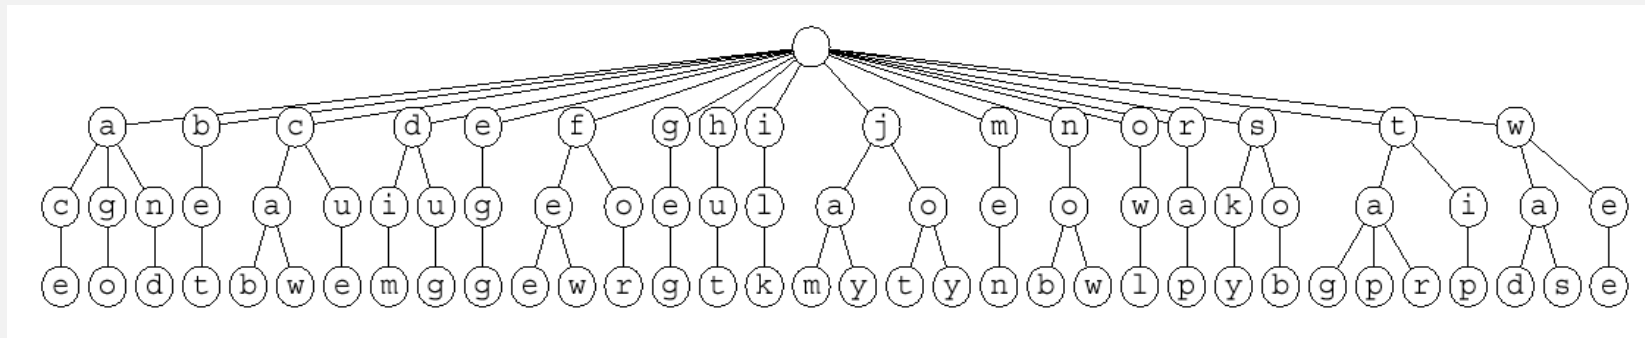 a b c d e f g h i j m n o r s t w
c g n e a u i u g e o e u l a o e o w a k o a i a e
e o d t b w e m g g e w r g t k m y t y n b w l p y b g p r p d s e